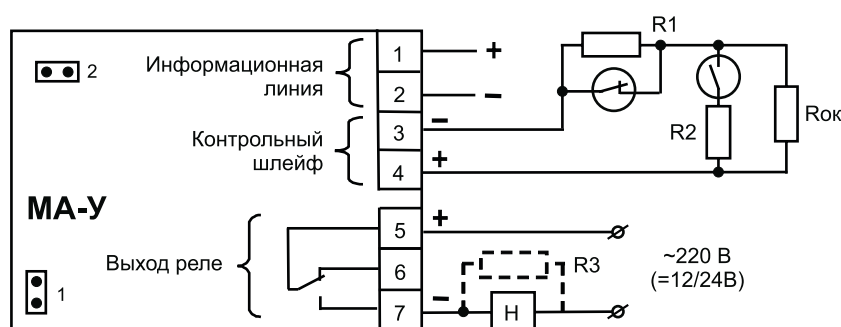 R1
2
Информационная
линия
1
+
2
−
Контрольный
шлейф
3
−
4
+
R2
Rок
МА-У
1
Выход реле
5
+
6
7
−
R3
Н
~220 В
(=12/24В)